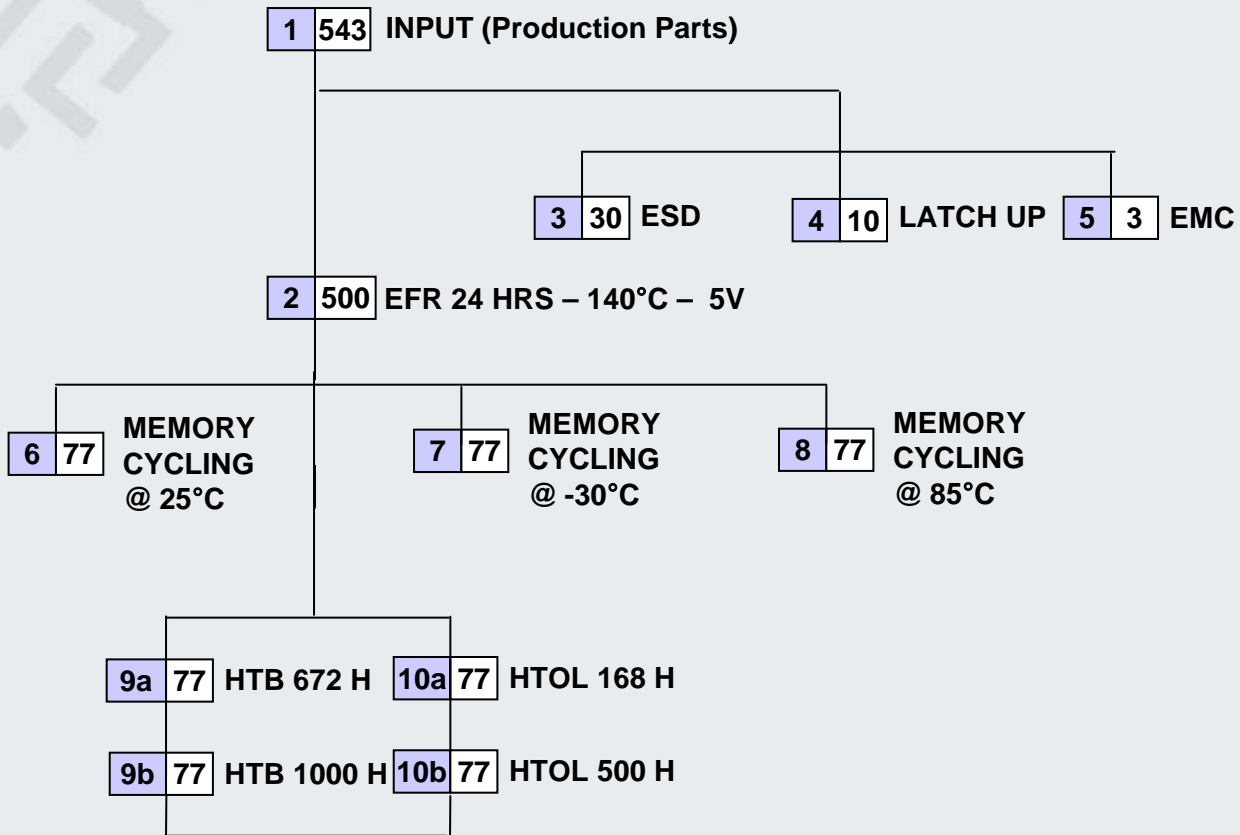 1 543 INPUT (Production Parts)
3 30 ESD 4 10 LATCH UP 5 3 EMC
2 500 EFR 24 HRS – 140°C – 5V
6 77 MEMORY
CYCLING
@ 25°C
7 77 MEMORY
CYCLING
@ -30°C
8 77 MEMORY
CYCLING
@ 85°C
9a 77 HTB 672 H 10a 77 HTOL 168 H
9b 77 HTB 1000 H 10b 77 HTOL 500 H